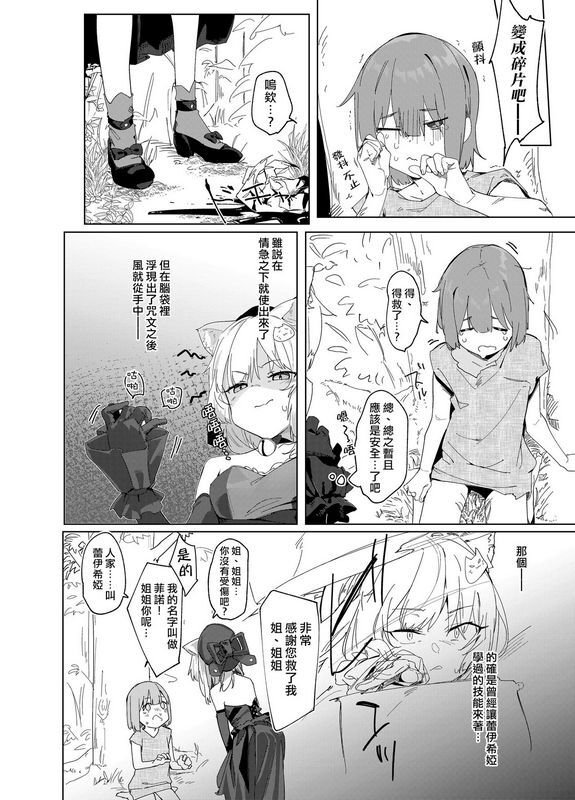 變成碎片吧——
顫抖
發抖不止
嗚欸…?
得、
得救了…?
總、總之暫且
應該是安全…了吧
嗯~
雖說在
情急之下就使出來了
但在腦袋裡
浮現出了咒文之後
風就從手中——
唔唔唔…
咕啪
咕啪
那個—
的確是曾經讓蕾伊希婭
學過的技能來著…
非常
感謝您救了我
姐、姐姐
姐、姐姐…
你沒有受傷吧?
是的
我的名字叫做
菲諾!
姐姐你呢…
人家……叫
蕾伊希婭